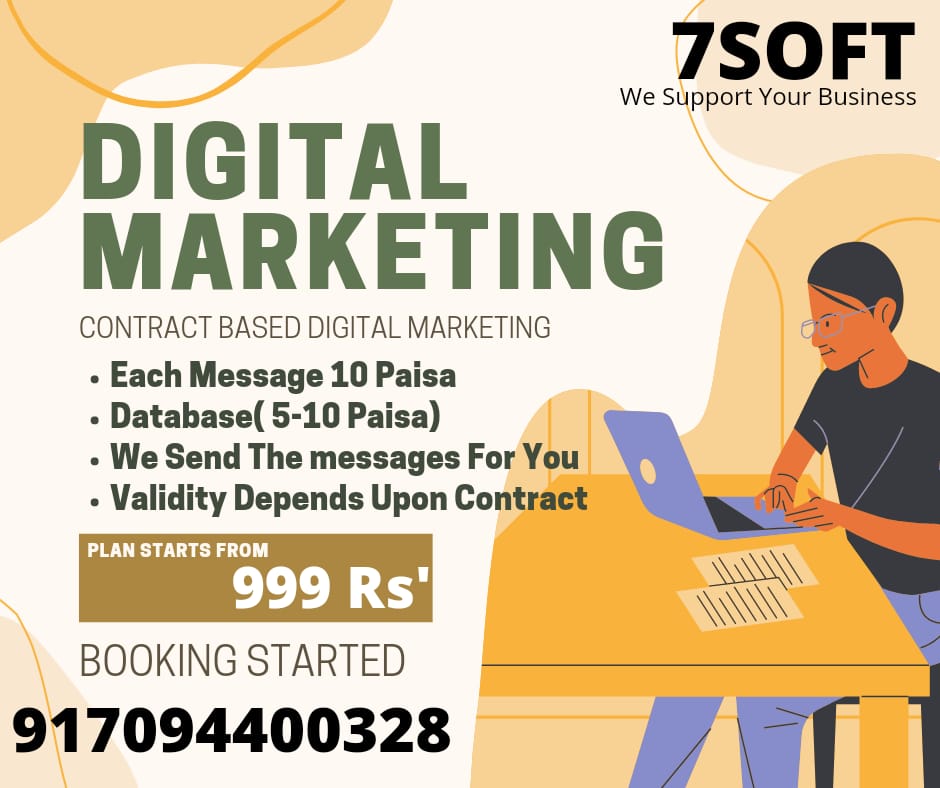 7SOFT
We Support Your Business
DIGITAL
MARKETING
CONTRACT BASED DIGITAL MARKETING
• Each Message 10 Paisa
• Database( 5-10 Paisa)
• We Send The messages For You
• Validity Depends Upon Contract
PLAN STARTS FROM
999 Rs'
BOOKING STARTED
917094400328